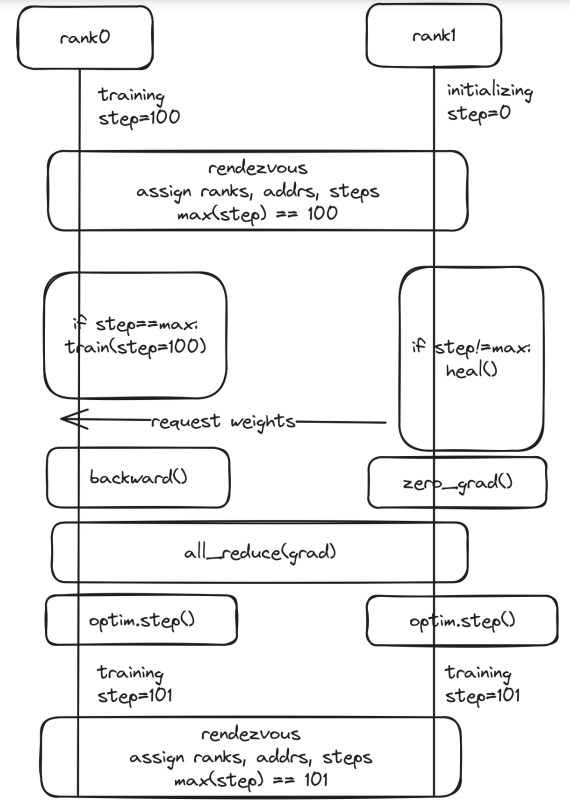 rank0
rank1
training
step=100
initializing
step=0
rendezvous
assign ranks, addrs, steps
max(step) == 100
if step==max:
train(step=100)
if step!=max:
heal()
request weights
backward()
zero_grad()
all_reduce(grad)
optim.step()
optim.step()
training
step=101
training
step=101
rendezvous
assign ranks, addrs, steps
max(step) == 101